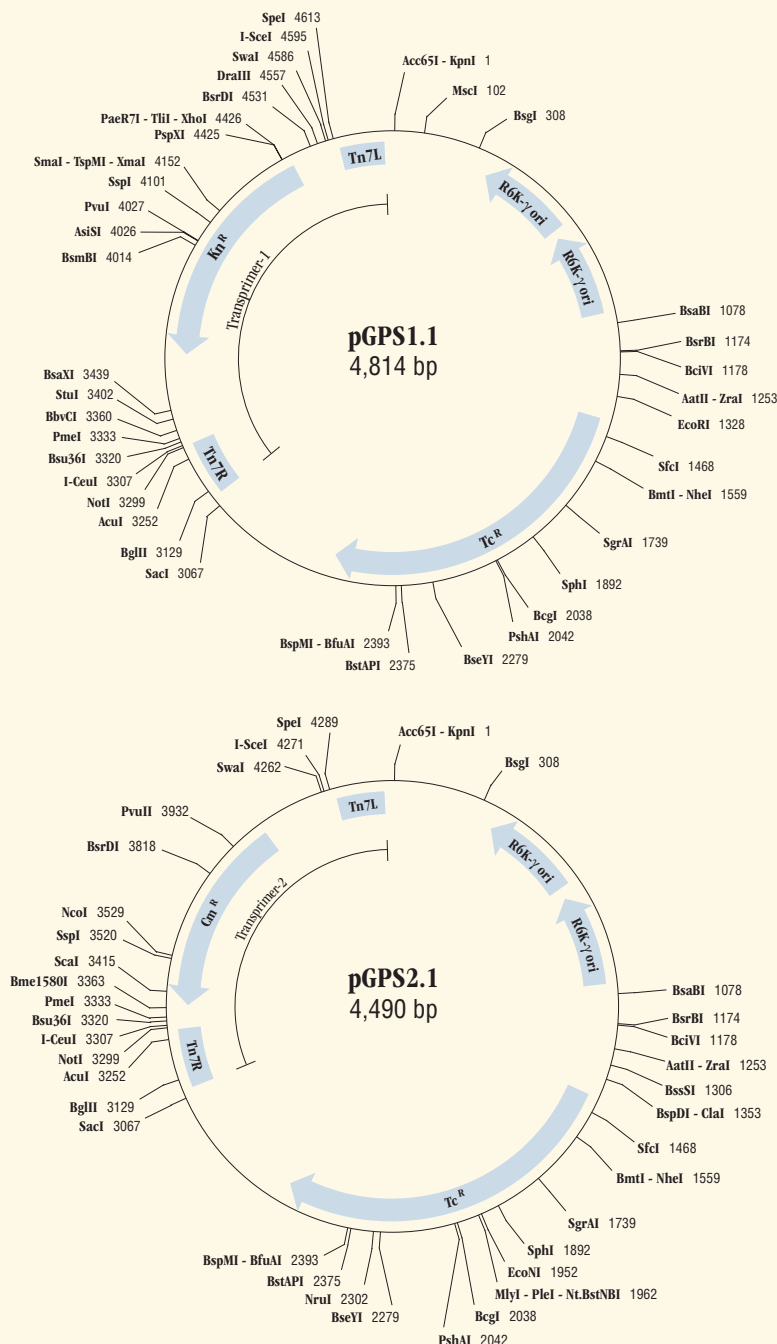 SpeI 4613
I-SceI 4595
SwaI 4586
DraIII 4557
BsrDI 4531
PaeR7I - TliI - XhoI 4426
PspXI 4425
SmaI - TspMI - XmaI 4152
SspI 4101
PvuI 4027
AsiSI 4026
BsmBI 4014
Acc65I - KpnI 1
MscI 102
BsgI 308
Tn7L
R6K-γ ori
R6K-γ ori
Kn R
Transprimer-1
pGPS1.1
4,814 bp
BsaBI 1078
BsrBI 1174
BciVI 1178
AatII - ZraI 1253
EcoRI 1328
SfcI 1468
BmtI - NheI 1559
SgrAI 1739
SphI 1892
BcgI 2038
PshAI 2042
BseYI 2279
BstAPI 2375
BspMI - BfuAI 2393
Tc R
BsaXI 3439
StuI 3402
BbvCI 3360
PmeI 3333
Bsu36I 3320
I-CeuI 3307
NotI 3299
AcuI 3252
BglII 3129
SacI 3067
Tn7R
SpeI 4289
I-SceI 4271
SwaI 4262
PvuII 3932
BsrDI 3818
NcoI 3529
SspI 3520
ScaI 3415
Bme1580I 3363
PmeI 3333
Bsu36I 3320
I-CeuI 3307
NotI 3299
AcuI 3252
BglII 3129
SacI 3067
Acc65I - KpnI 1
BsgI 308
Tn7L
R6K-γ ori
R6K-γ ori
Cm R
Transprimer-2
Tn7R
pGPS2.1
4,490 bp
BsaBI 1078
BsrBI 1174
BciVI 1178
AatII - ZraI 1253
BssSI 1306
BspDI - ClaI 1353
SfcI 1468
BmtI - NheI 1559
SgrAI 1739
SphI 1892
EcoNI 1952
MlyI - PleI - Nt.BstNBI 1962
BcgI 2038
PshAI 2042
Tc R
BspMI - BfuAI 2393
BstAPI 2375
NruI 2302
BseYI 2279